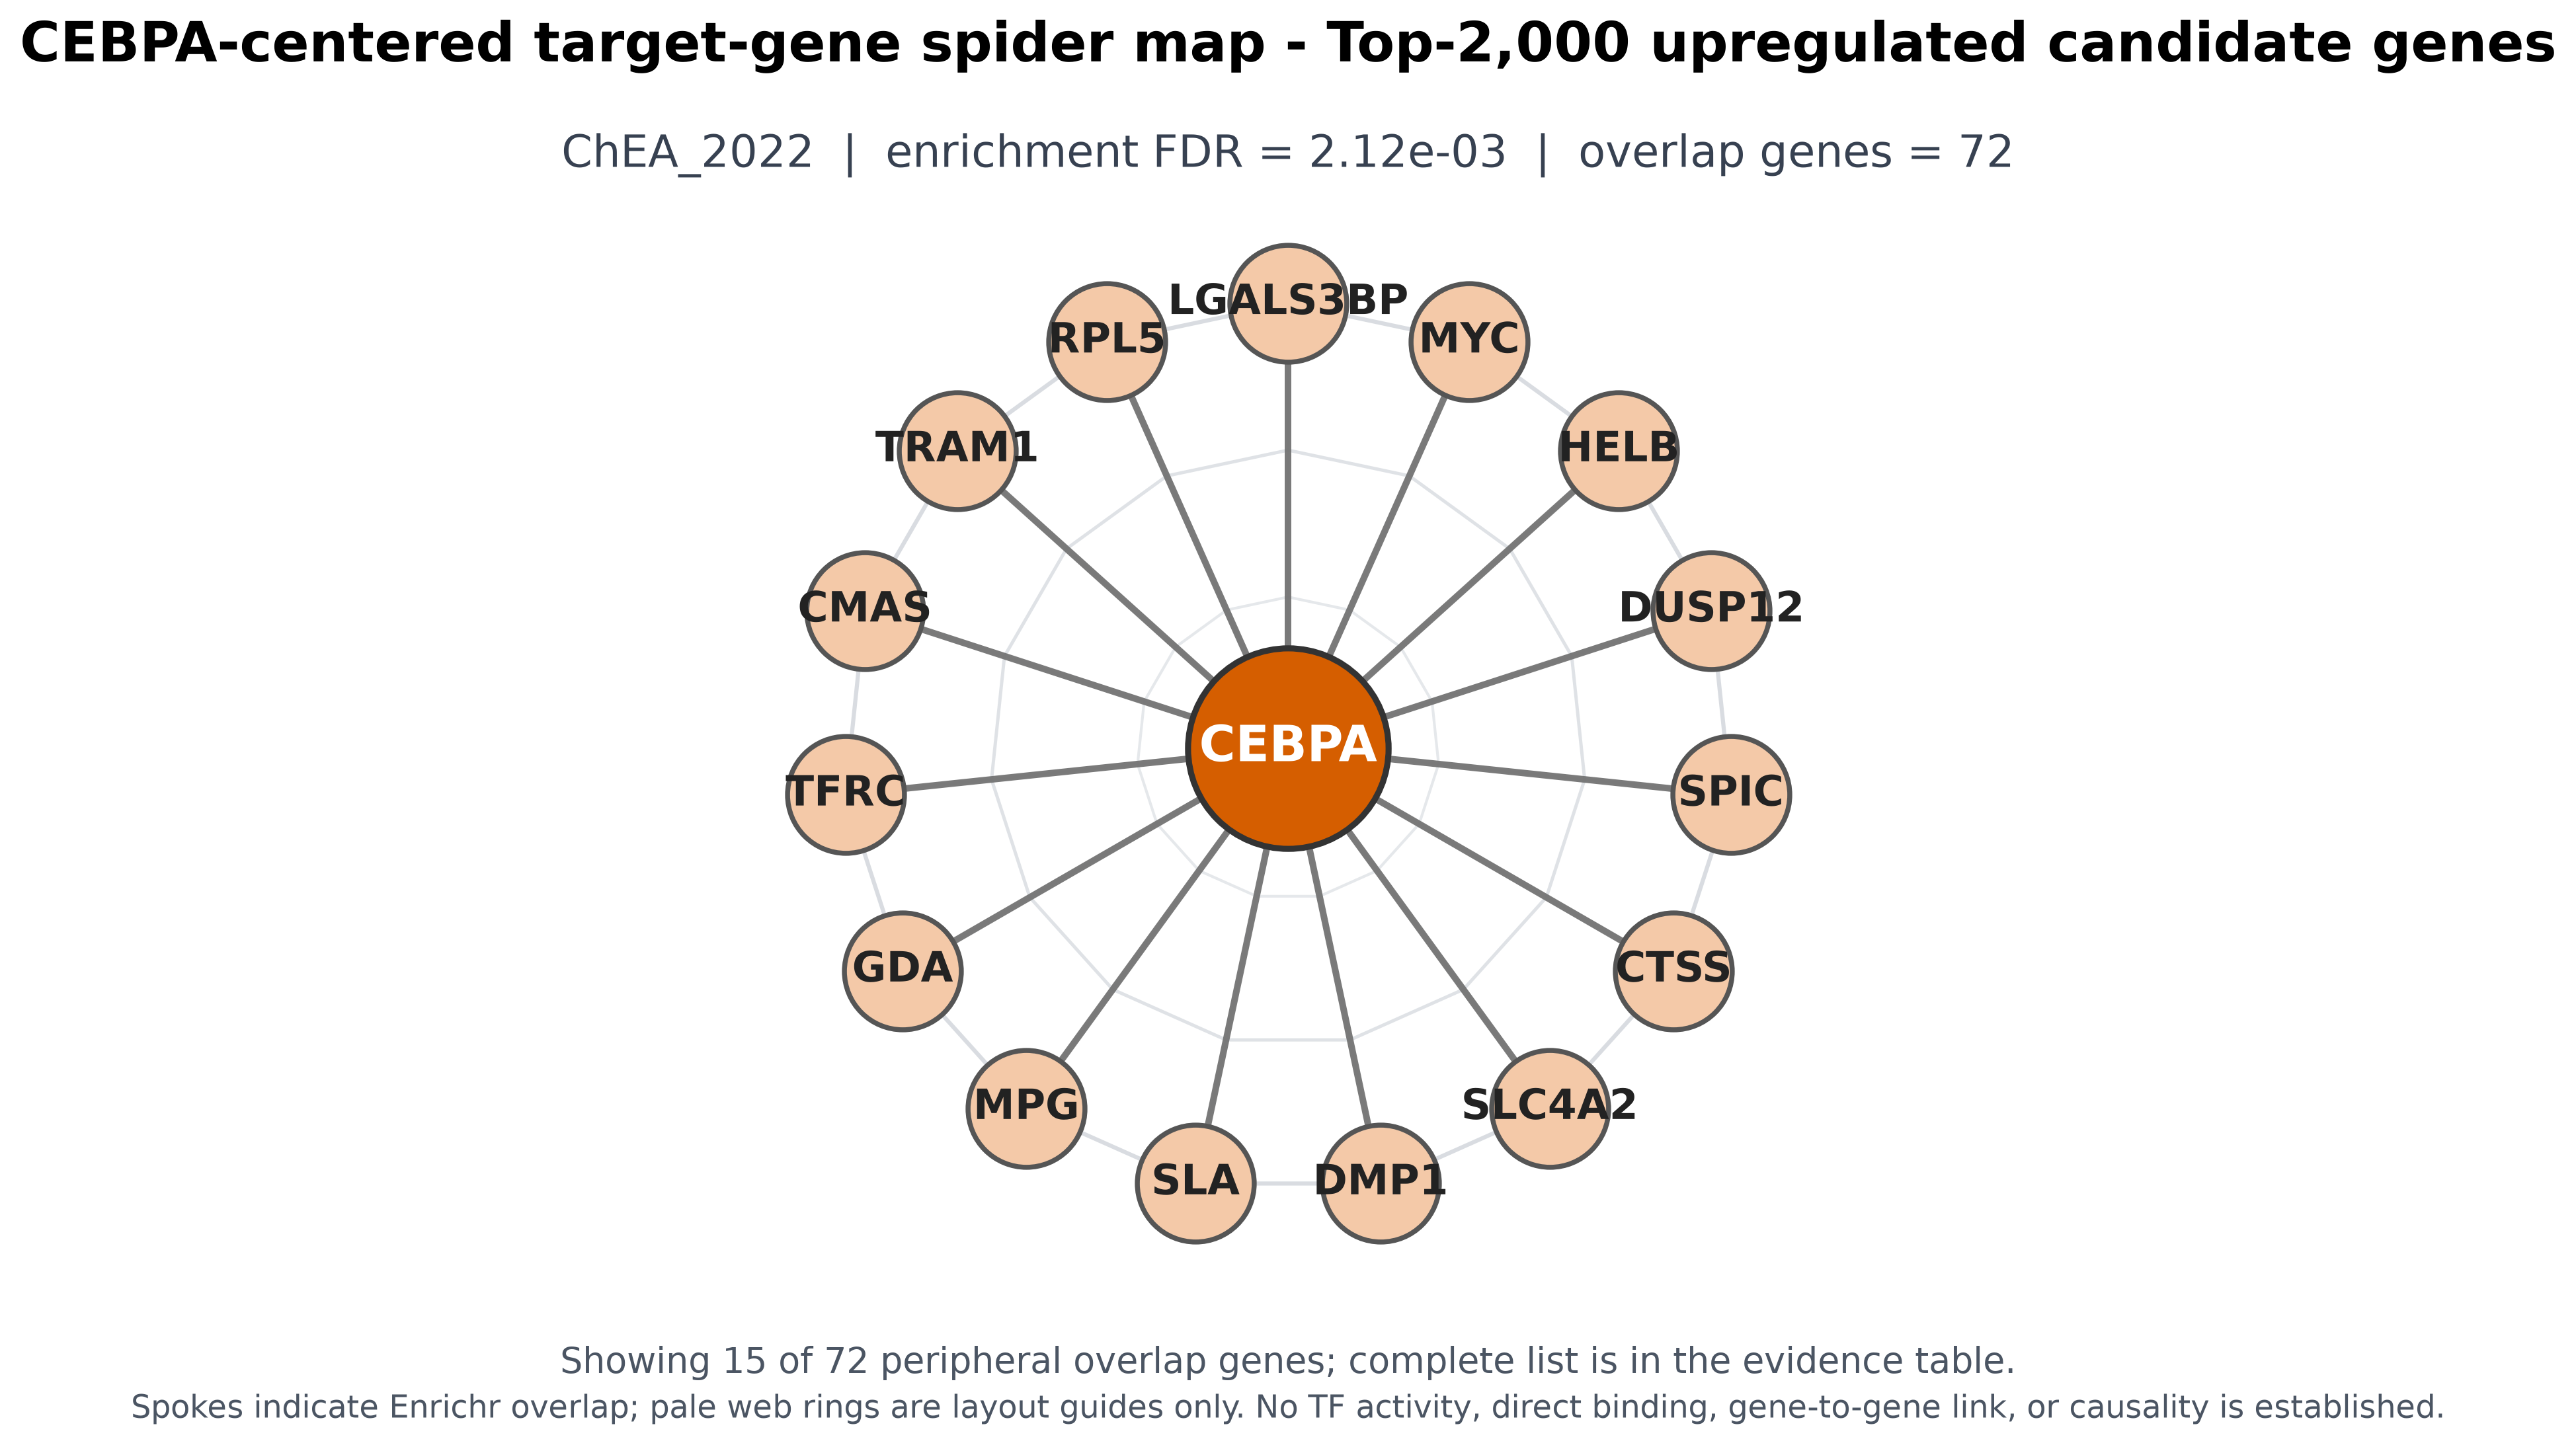 CEBPA-centered target-gene spider map - Top-2,000 upregulated candidate genes
ChEA_2022 | enrichment FDR = 2.12e-03 | overlap genes = 72
LGALS3BP
RPL5
MYC
TRAM1
HELB
CMAS
DUSP12
CEBPA
TFRC
SPIC
GDA
CTSS
MPG
SLC4A2
SLA
DMP1
Showing 15 of 72 peripheral overlap genes; complete list is in the evidence table.
Spokes indicate Enrichr overlap; pale web rings are layout guides only. No TF activity, direct binding, gene-to-gene link, or causality is established.